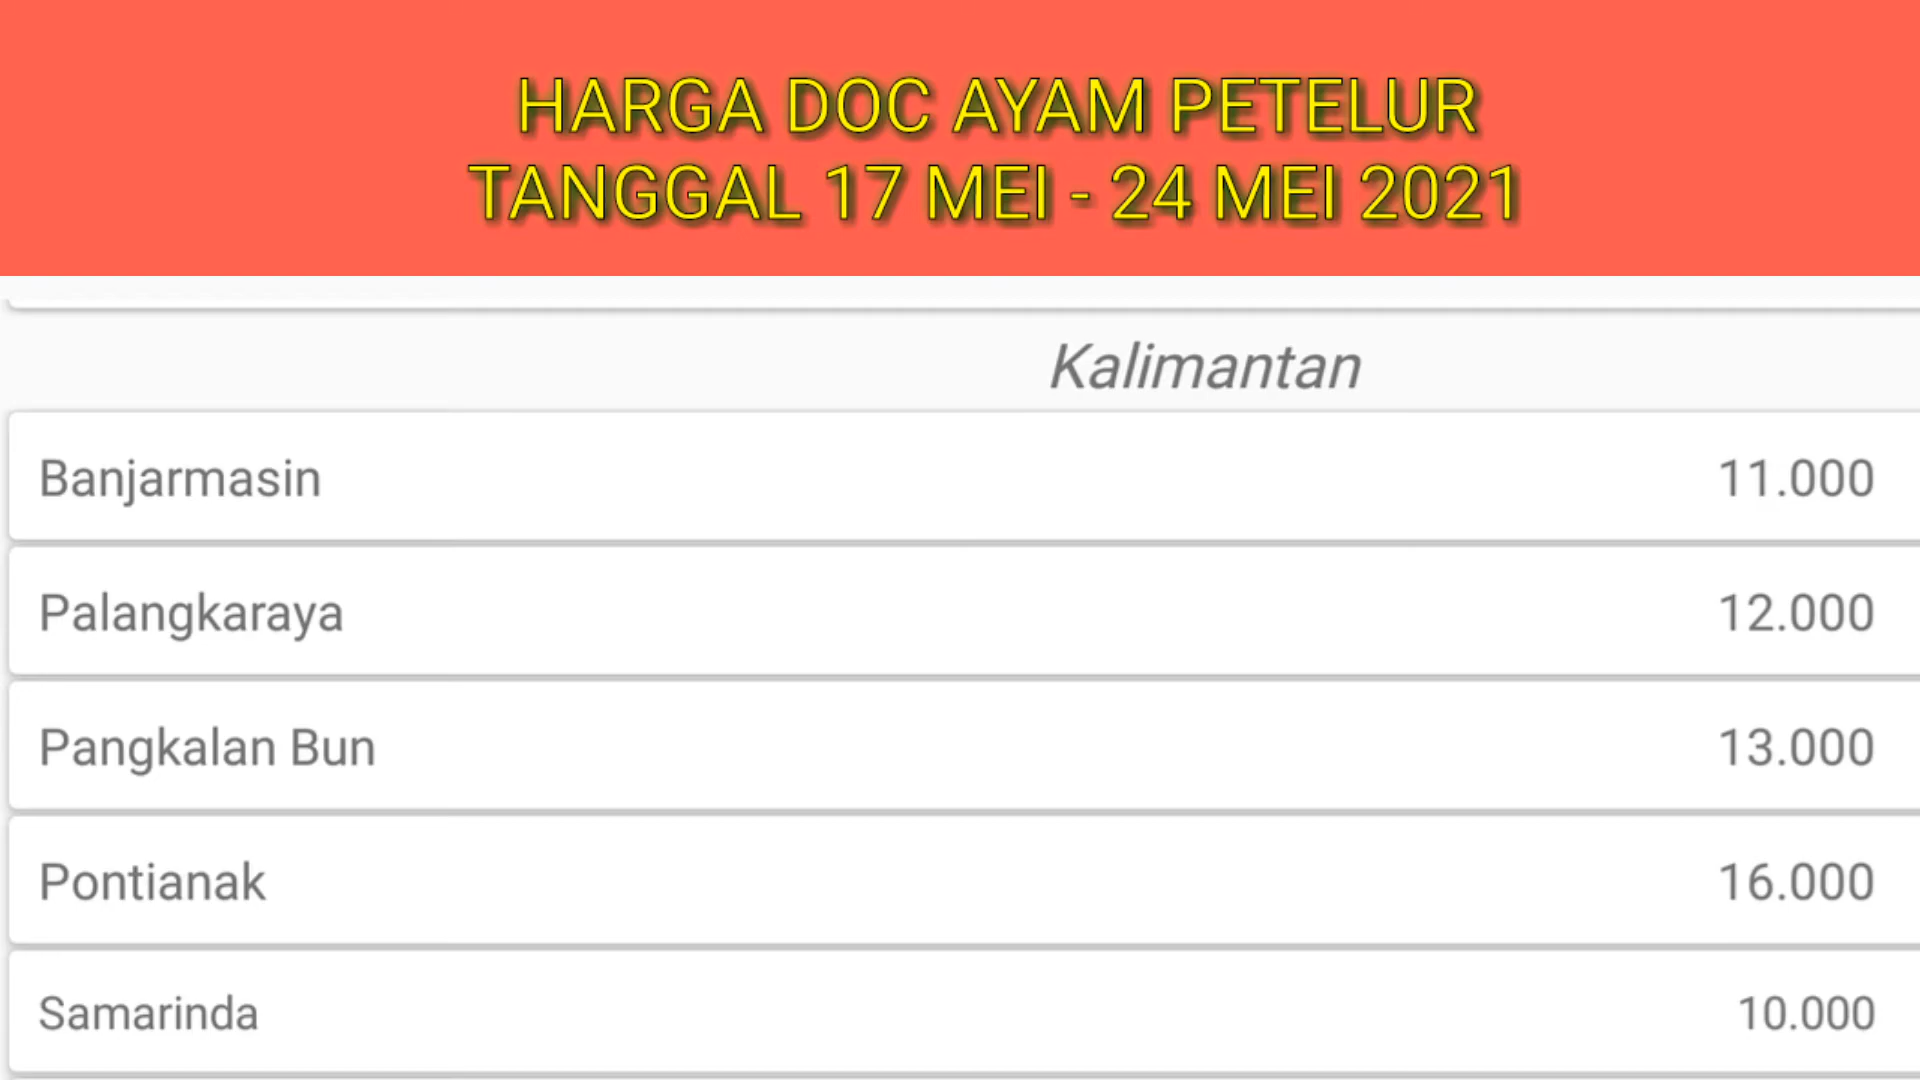 HARGA DOC AYAM PETELUR
TANGGAL 17 MEI - 24 MEI 2021
Kalimantan
Banjarmasin 11.000
Palangkaraya 12.000
Pangkalan Bun 13.000
Pontianak 16.000
Samarinda 10.000